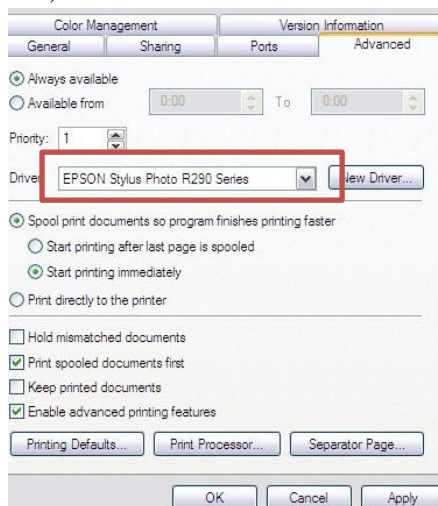 Color Management Version Information
General Sharing Ports Advanced
Always available
Available from 0:00 To 0:00
Priority: 1
Driver EPSON Stylus Photo R290 Series New Driver...
Spool print documents so program finishes printing faster
Start printing after last page is spooled
Start printing immediately
Print directly to the printer
Hold mismatched documents
Print spooled documents first
Keep printed documents
Enable advanced printing features
Printing Defaults... Print Processor... Separator Page...
OK Cancel Apply